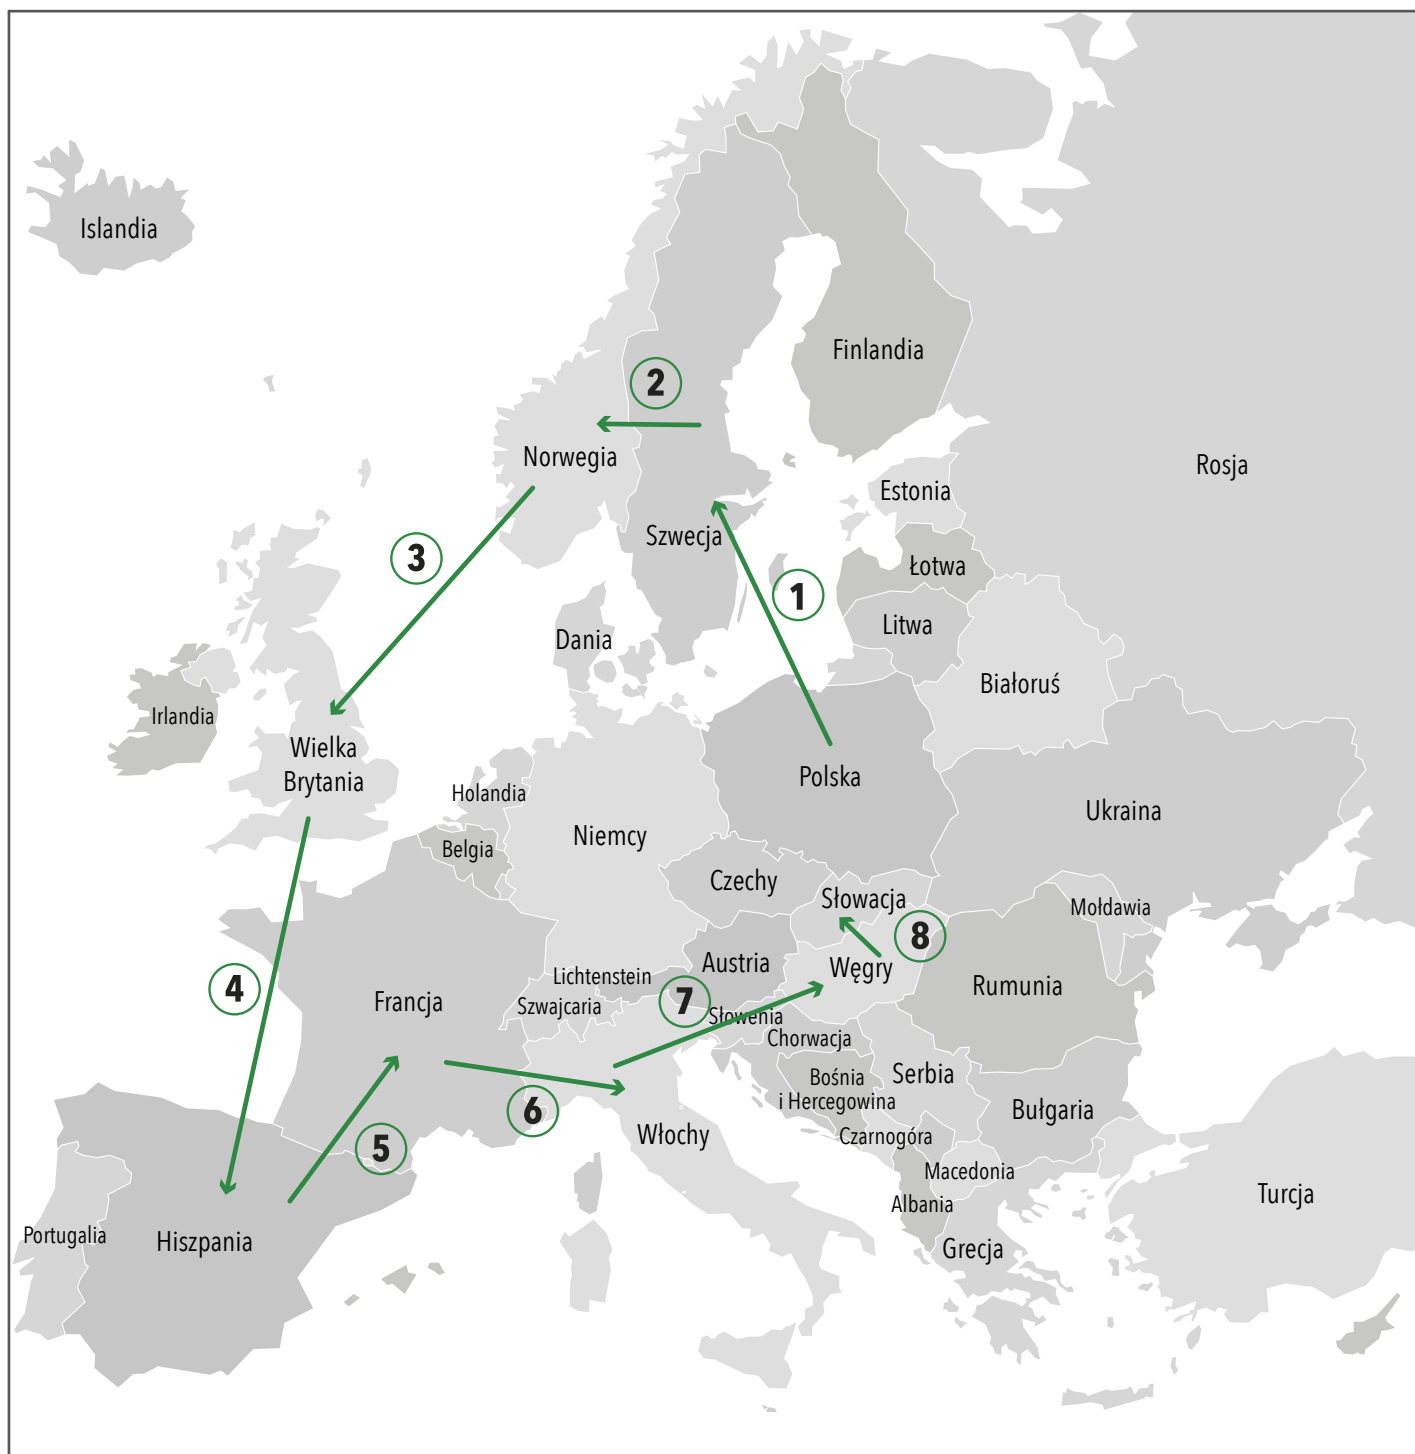 Islandia
Finlandia
2
Norwegia
Rosja
Estonia
Szwecja
3
Łotwa
1
Litwa
Dania
Białoruś
Irlandia
Wielka
Brytania
Polska
Holandia
Ukraina
Niemcy
Belgia
Czechy
Słowacja
Mołdawia
8
Austria
Węgry
Lichtenstein
Rumunia
4
Francja
7
Szwajcaria
Słowenia
Chorwacja
Serbia
Bośnia
i Hercegowina
6
Bułgaria
5
Włochy
Czarnogóra
Macedonia
Turcja
Albania
Portugalia
Hiszpania
Grecja